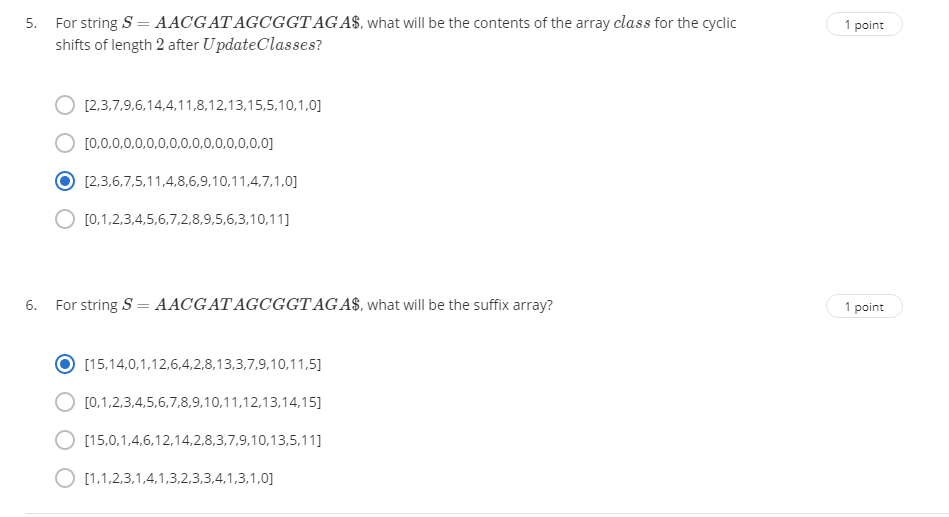 5. For string S = AACGATAGCGGTAGA$, what will be the contents of the array class for the cyclic 1 point
shifts of length 2 after UpdateClasses?
[2,3,7,9,6,14,4,11,8,12,13,15,5,10,1,0]
[0,0,0,0,0,0,0,0,0,0,0,0,0,0,0,0]
[2,3,6,7,5,11,4,8,6,9,10,11,4,7,1,0]
[0,1,2,3,4,5,6,7,2,8,9,5,6,3,10,11]
6. For string S = AACGATAGCGGTAGA$, what will be the suffix array? 1 point
[15,14,0,1,12,6,4,2,8,13,3,7,9,10,11,5]
[0,1,2,3,4,5,6,7,8,9,10,11,12,13,14,15]
[15,0,1,4,6,12,14,2,8,3,7,9,10,13,5,11]
[1,1,2,3,1,4,1,3,2,3,3,4,1,3,1,0]